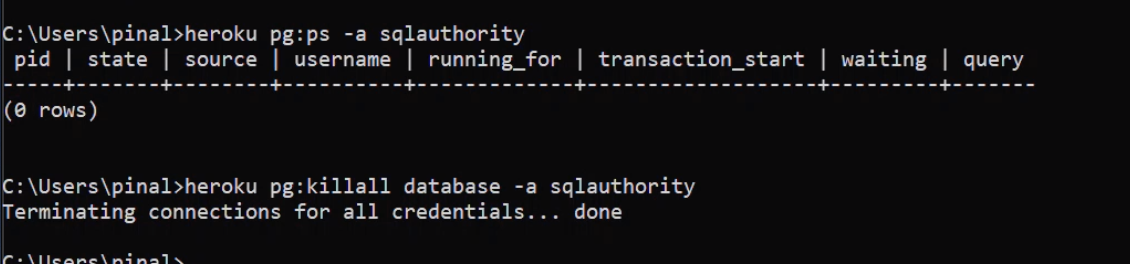 C:\Users\pinal>heroku pg:ps -a sqlauthority
 pid | state | source | username | running_for | transaction_start | waiting | query
-----+-------+--------+----------+-------------+-------------------+---------+-------
(0 rows)
C:\Users\pinal>heroku pg:killall database -a sqlauthority
Terminating connections for all credentials... done
C:\Users\pinal>